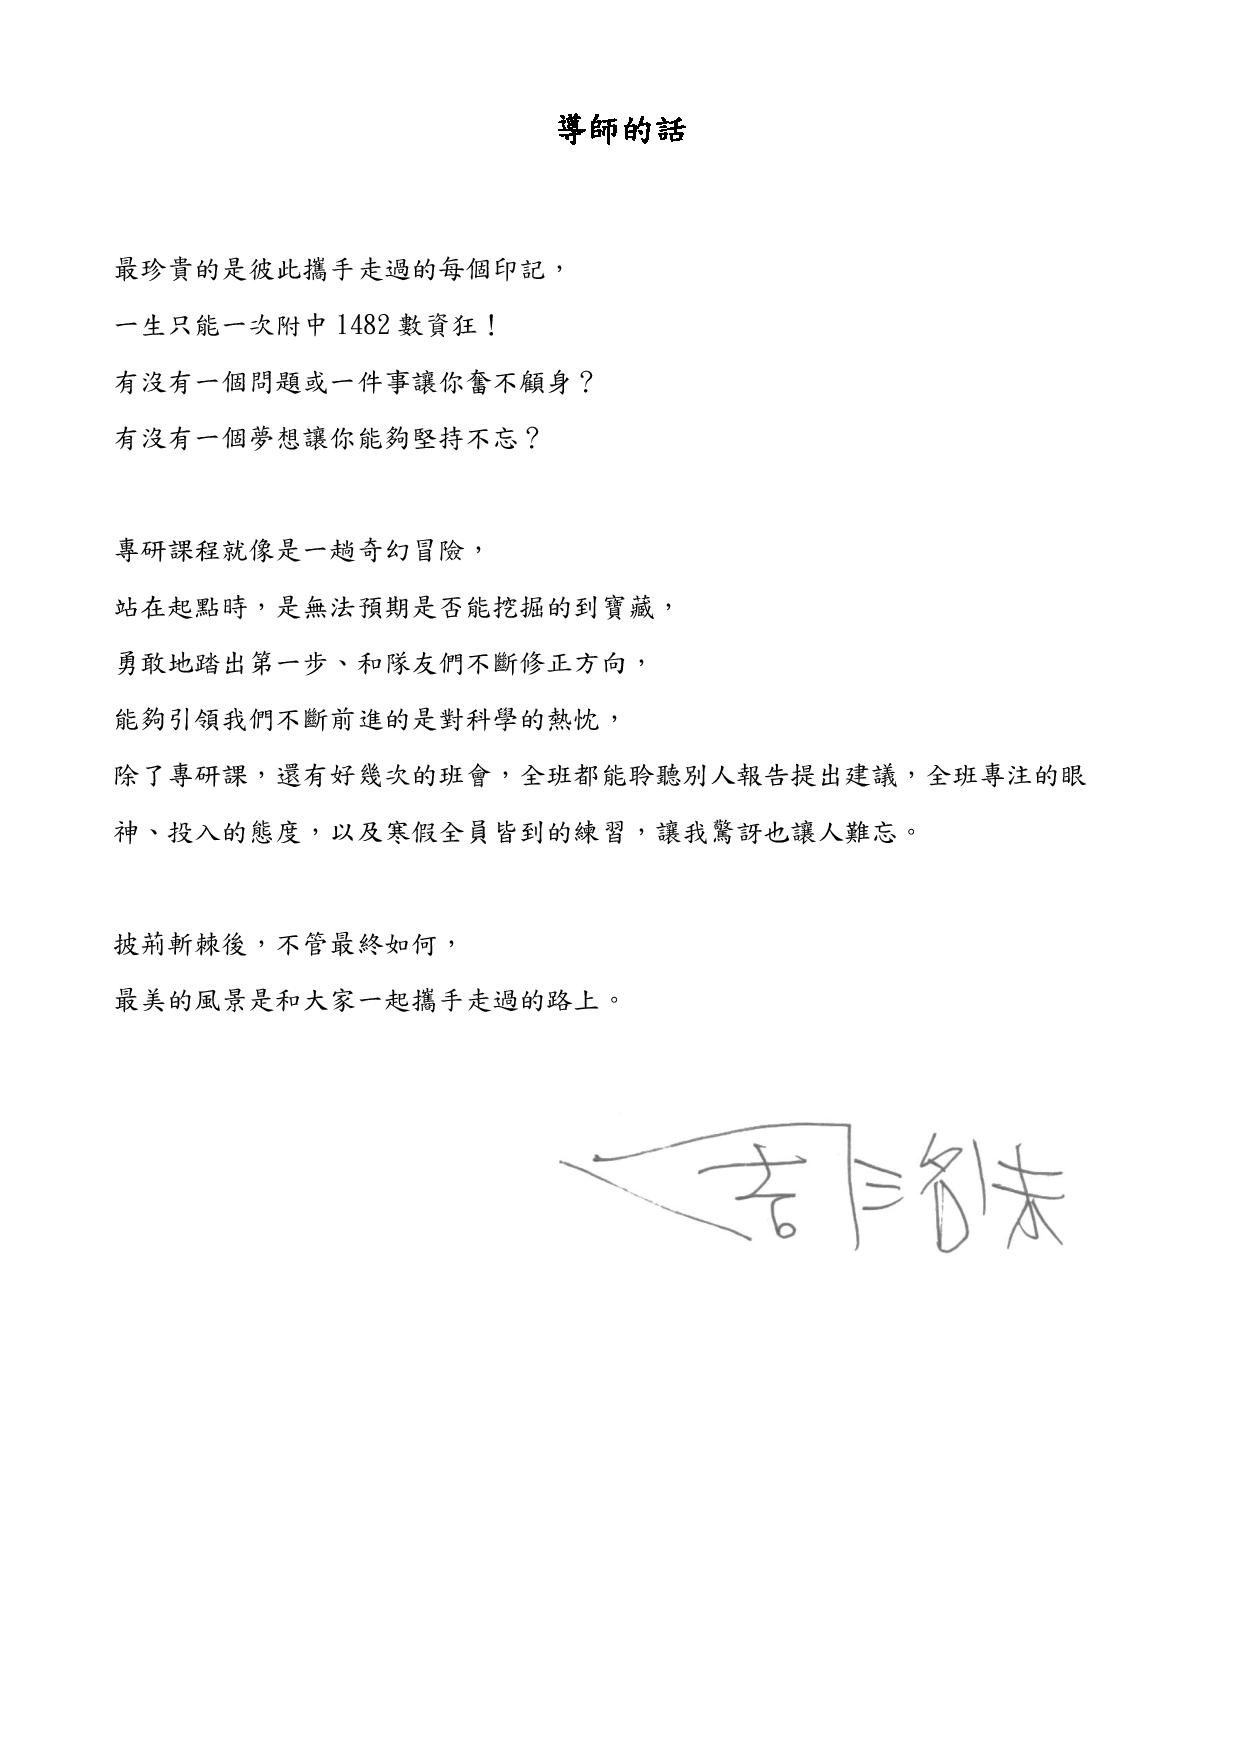 導師的話
最珍貴的是彼此攜手走過的每個印記，
一生只能一次附中 1482 數資狂！
有沒有一個問題或一件事讓你奮不顧身？
有沒有一個夢想讓你能夠堅持不忘？
專研課程就像是一趟奇幻冒險，
站在起點時，是無法預期是否能挖掘的到寶藏，
勇敢地踏出第一步、和隊友們不斷修正方向，
能夠引領我們不斷前進的是對科學的熱忱，
除了專研課，還有好幾次的班會，全班都能聆聽別人報告提出建議，全班專注的眼
神、投入的態度，以及寒假全員皆到的練習，讓我驚訝也讓人難忘。
披荊斬棘後，不管最終如何，
最美的風景是和大家一起攜手走過的路上。